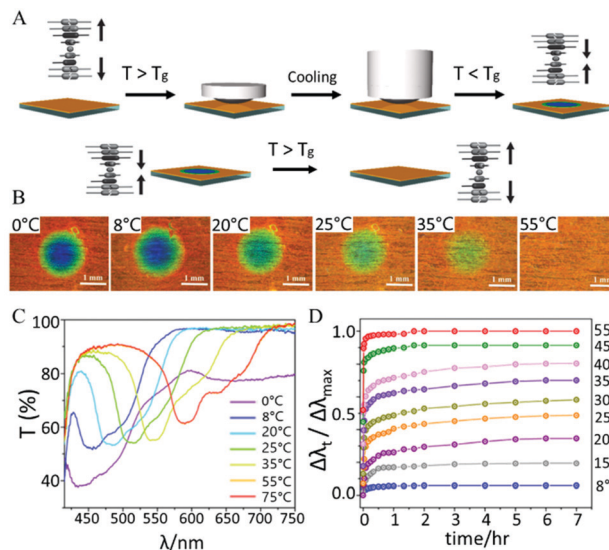 A
T > Tg
Cooling
T < Tg
T > Tg
B
0°C
8°C
20°C
25°C
35°C
55°C
1 mm
1 mm
1 mm
1 mm
1 mm
1 mm
C
100
80
60
40
T (%)
0°C
8°C
20°C
25°C
35°C
55°C
75°C
450 500 550 600 650 700 750
λ/nm
D
1.0
0.5
0.0
Δλt / Δλmax
55
45
40
35
30
25
20
15
8°
0 1 2 3 4 5 6 7
time/hr